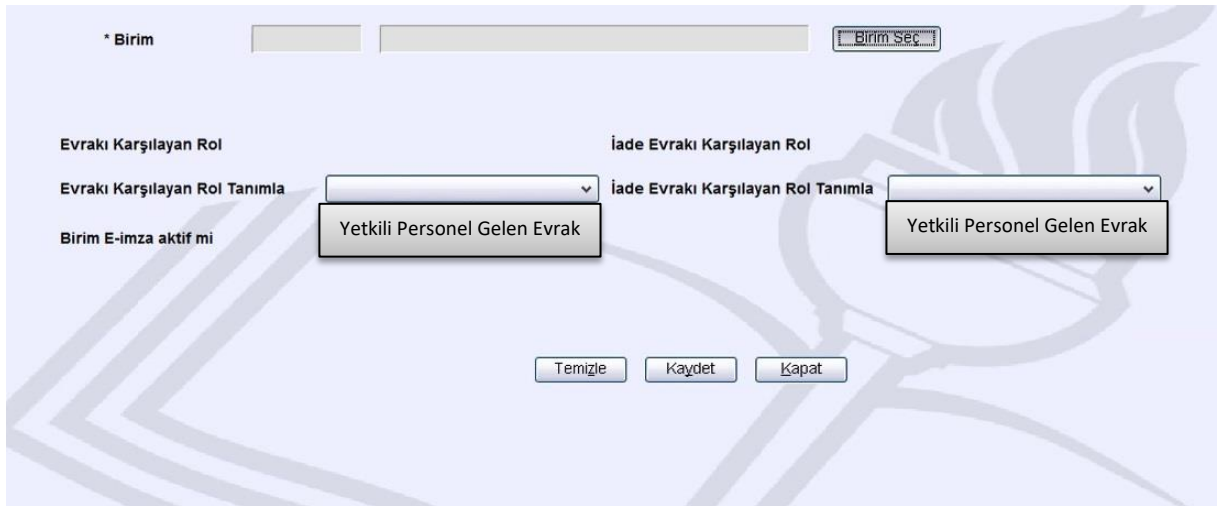 * Birim Birim Seç
Evrakı Karşılayan Rol İade Evrakı Karşılayan Rol
Evrakı Karşılayan Rol Tanımla İade Evrakı Karşılayan Rol Tanımla
Yetkili Personel Gelen Evrak Yetkili Personel Gelen Evrak
Birim E-imza aktif mi
Temizle Kaydet Kapat